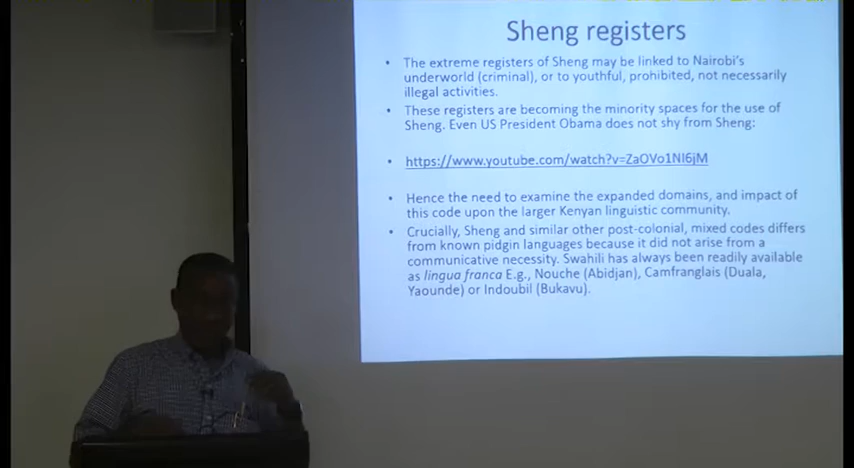 Sheng registers
• The extreme registers of Sheng may be linked to Nairobi's
underworld (criminal), or to youthful, prohibited, not necessarily
illegal activities.
• These registers are becoming the minority spaces for the use of
Sheng. Even US President Obama does not shy from Sheng:
• https://www.youtube.com/watch?v=ZaOVo1NI6jM
• Hence the need to examine the expanded domains, and impact of
this code upon the larger Kenyan linguistic community.
• Crucially, Sheng and similar other post-colonial, mixed codes differs
from known pidgin languages because it did not arise from a
communicative necessity. Swahili has always been readily available
as lingua franca E.g., Nouche (Abidjan), Camfranglais (Duala,
Yaounde) or Indoubil (Bukavu).